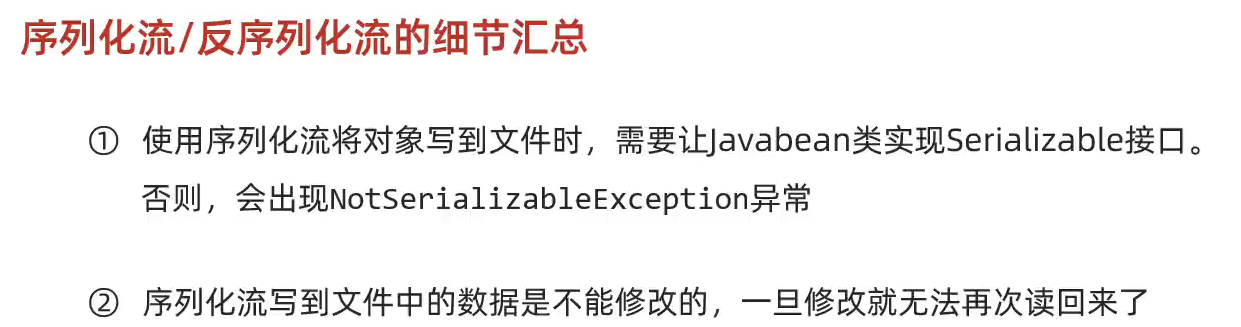 序列化流/反序列化流的细节汇总
① 使用序列化流将对象写到文件时，需要让Javabean类实现Serializable接口。
否则，会出现NotSerializableException异常
② 序列化流写到文件中的数据是不能修改的，一旦修改就无法再次读回来了